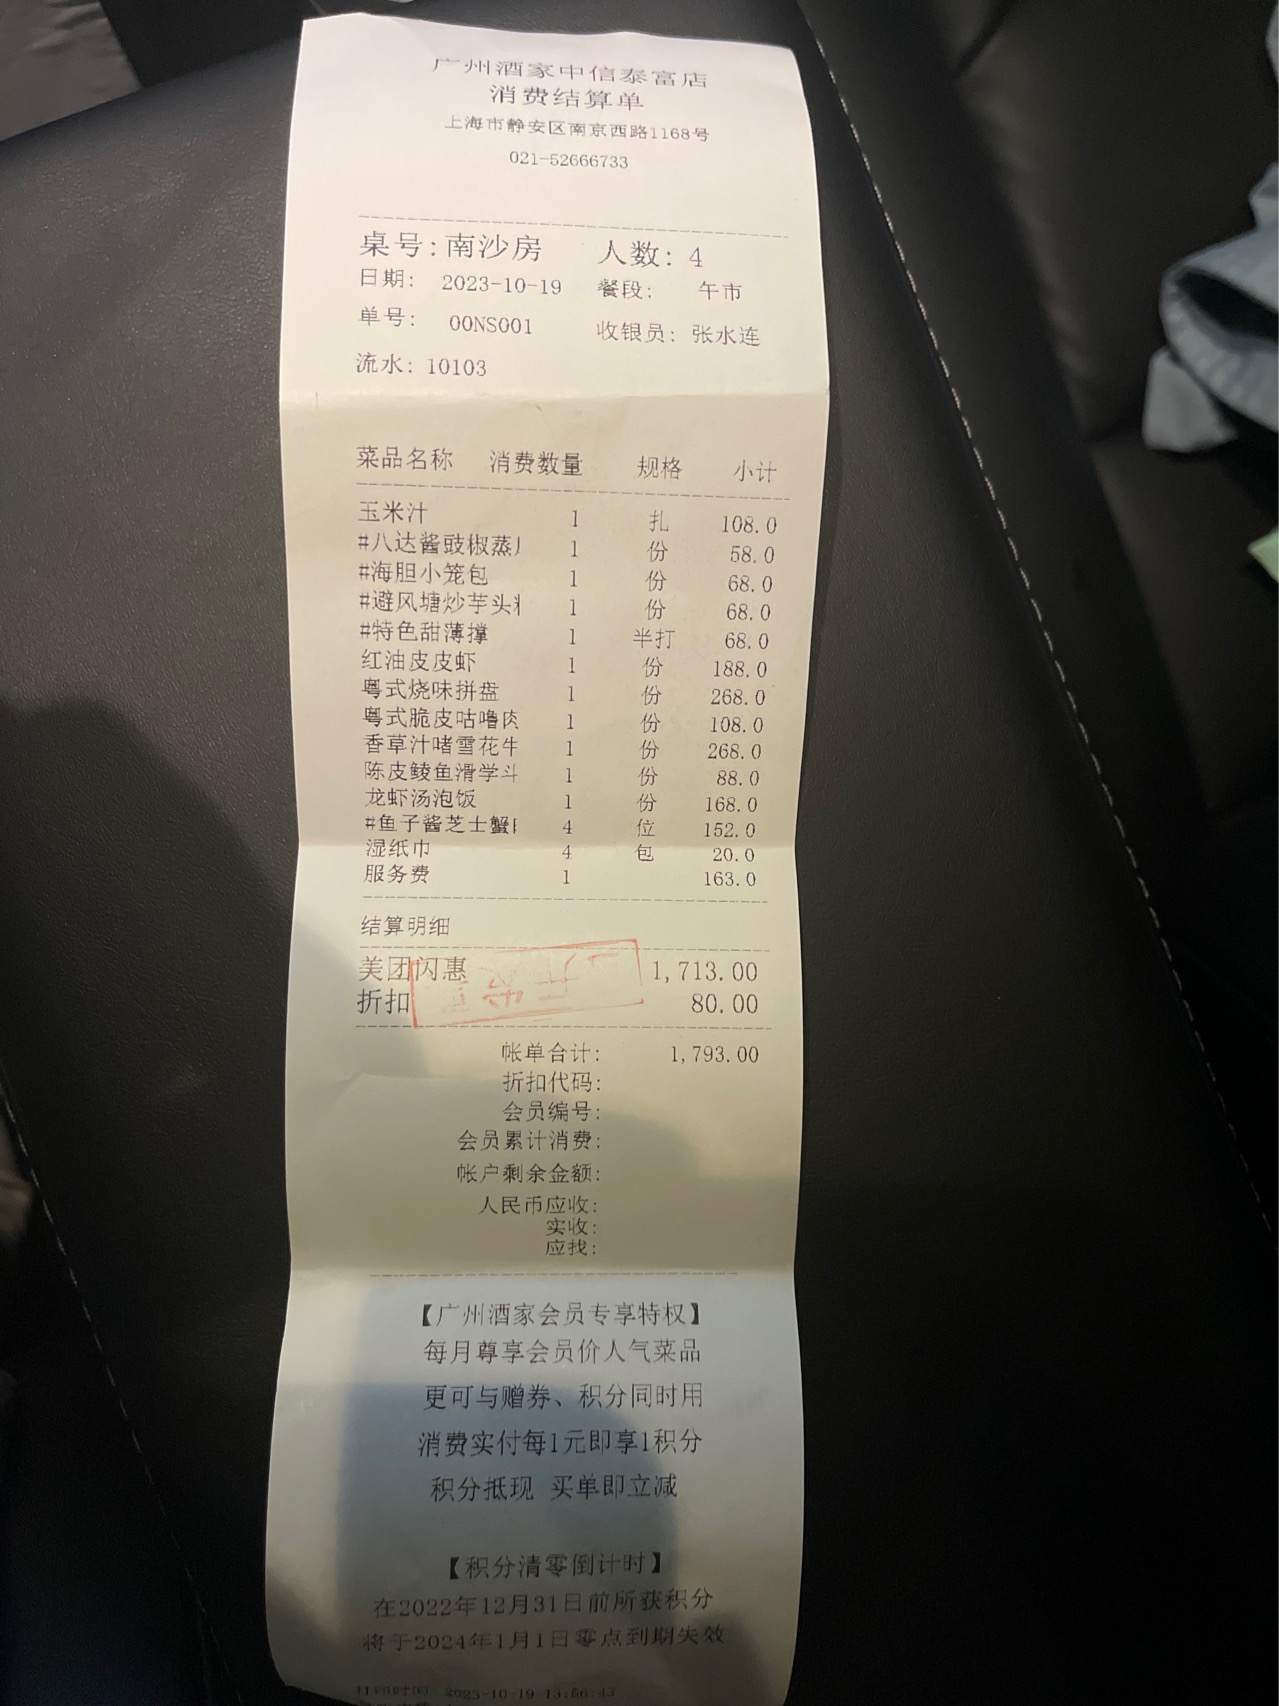 广州酒家中信泰富店
消费结算单
上海市静安区南京西路1168号
021-52666733
桌号:南沙房 人数: 4
日期: 2023-10-19 餐段: 午市
单号: 00NS001 收银员: 张水连
流水: 10103
菜品名称 消费数量 规格 小计
玉米汁 1 扎 108.0
#八达酱豉椒蒸 1 份 58.0
#海胆小笼包 1 份 68.0
#避风塘炒芋头 1 份 68.0
#特色甜薄撑 1 半打 68.0
红油皮皮虾 1 份 188.0
粤式烧味拼盘 1 份 268.0
粤式脆皮咕噜肉 1 份 108.0
香草汁啫雪花牛 1 份 268.0
陈皮鲮鱼滑学斗 1 份 88.0
龙虾汤泡饭 1 份 168.0
#鱼子酱芝士蟹 4 位 152.0
湿纸巾 4 包 20.0
服务费 1 163.0
结算明细
美团闪惠 1,713.00
折扣 80.00
帐单合计: 1,793.00
折扣代码:
会员编号:
会员累计消费:
帐户剩余金额:
人民币应收:
实收:
应找:
【广州酒家会员专享特权】
每月尊享会员价人气菜品
更可与赠券、积分同时用
消费实付每1元即享1积分
积分抵现 买单即立减
【积分清零倒计时】
在2022年12月31日前所获积分
将于2024年1月1日零点到期失效
打印时间: 2023-10-19 13:56:43